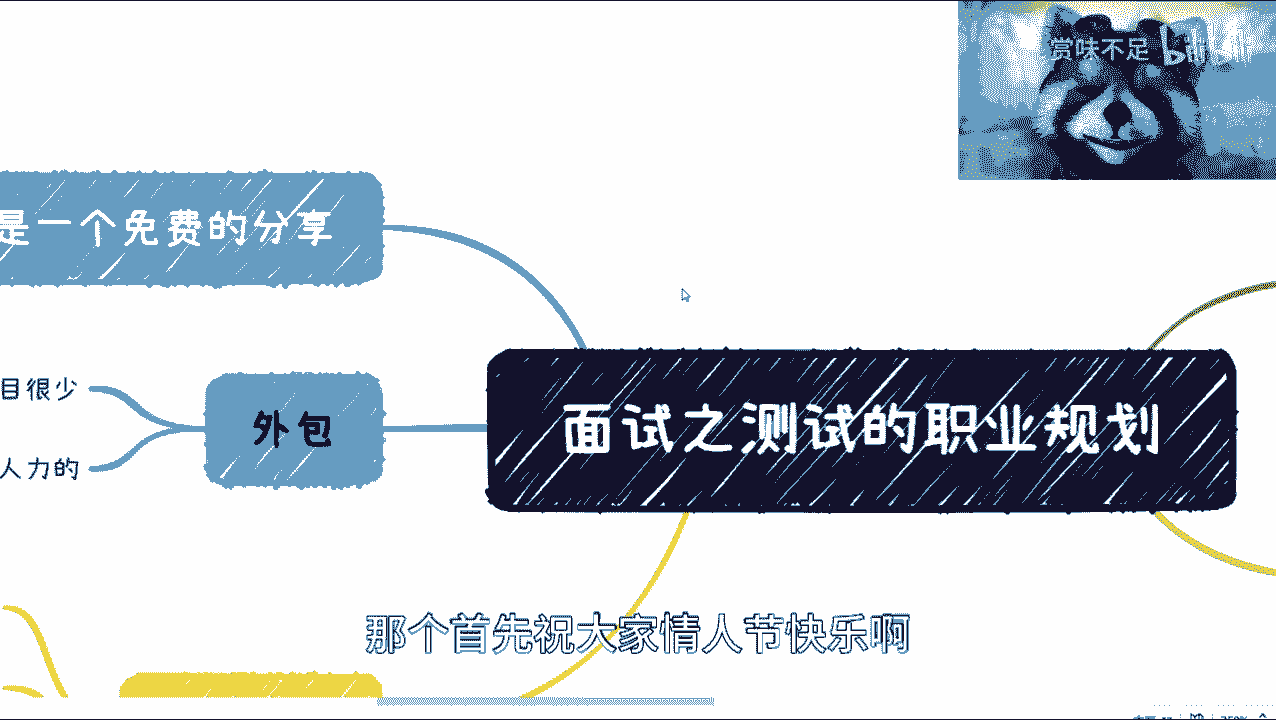 赏味不足 bilibili
是一个免费的分享
目很少
外包
人力的
面试之测试的职业规划
那个首先祝大家情人节快乐啊